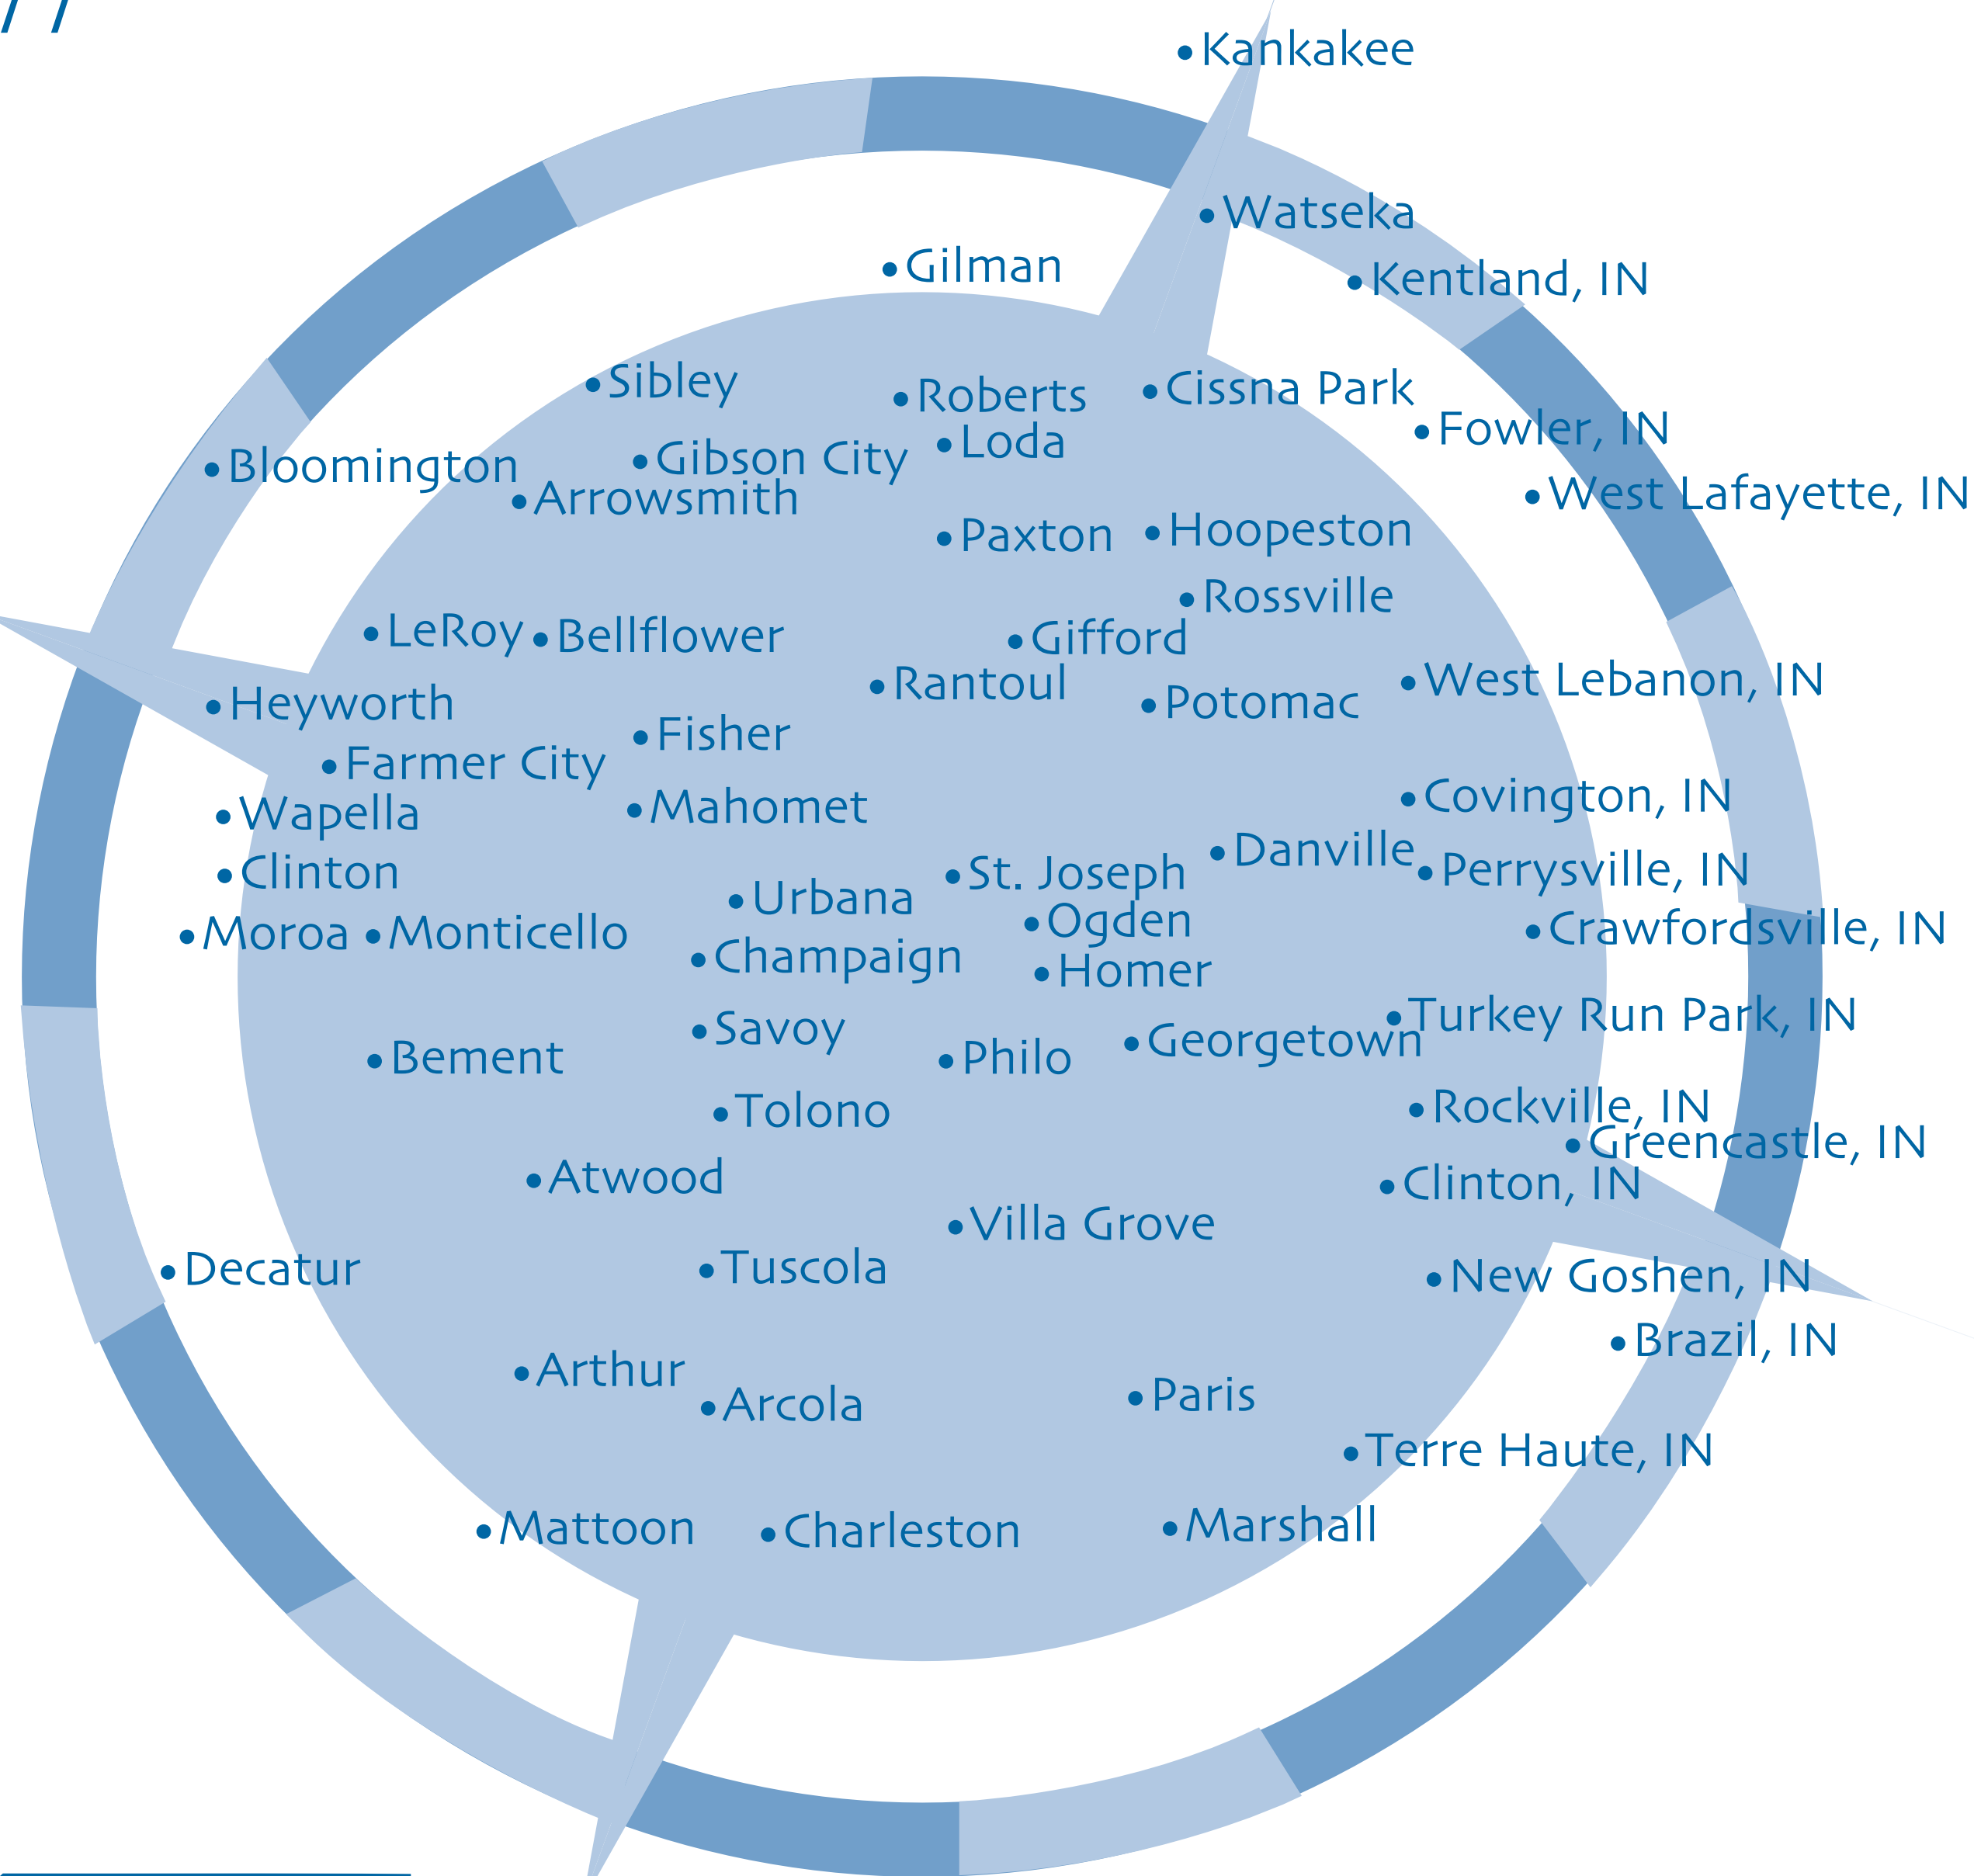 Kankakee
Watseka
Gilman
Kentland, IN
Sibley
Roberts
Cissna Park
Fowler, IN
Loda
Bloomington
Gibson City
Arrowsmith
West Lafayette, IN
Paxton
Hoopeston
Rossville
LeRoy
Bellflower
Gifford
Rantoul
West Lebanon, IN
Heyworth
Potomac
Fisher
Farmer City
Wapella
Mahomet
Covington, IN
Danville
Clinton
St. Joseph
Perrysville, IN
Urbana
Ogden
Crawfordsville, IN
Moroa
Monticello
Champaign
Homer
Turkey Run Park, IN
Savoy
Georgetown
Bement
Philo
Tolono
Rockville, IN
Greencastle, IN
Atwood
Clinton, IN
Villa Grove
Decatur
Tuscola
New Goshen, IN
Brazil, IN
Arthur
Arcola
Paris
Terre Haute, IN
Mattoon
Charleston
Marshall